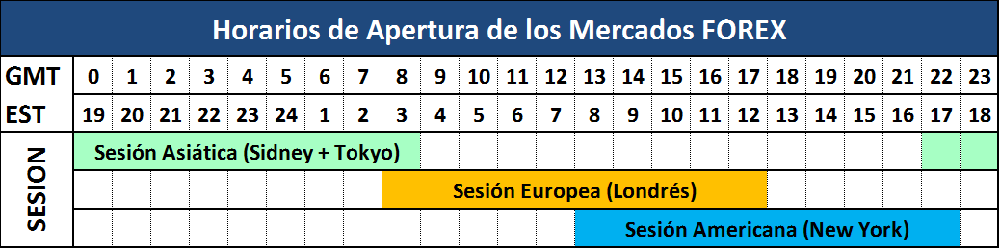 Horarios de Apertura de los Mercados FOREX
GMT 0 1 2 3 4 5 6 7 8 9 10 11 12 13 14 15 16 17 18 19 20 21 22 23
EST 19 20 21 22 23 24 1 2 3 4 5 6 7 8 9 10 11 12 13 14 15 16 17 18
SESION
Sesión Asiática (Sidney + Tokyo)
Sesión Europea (Londrés)
Sesión Americana (New York)